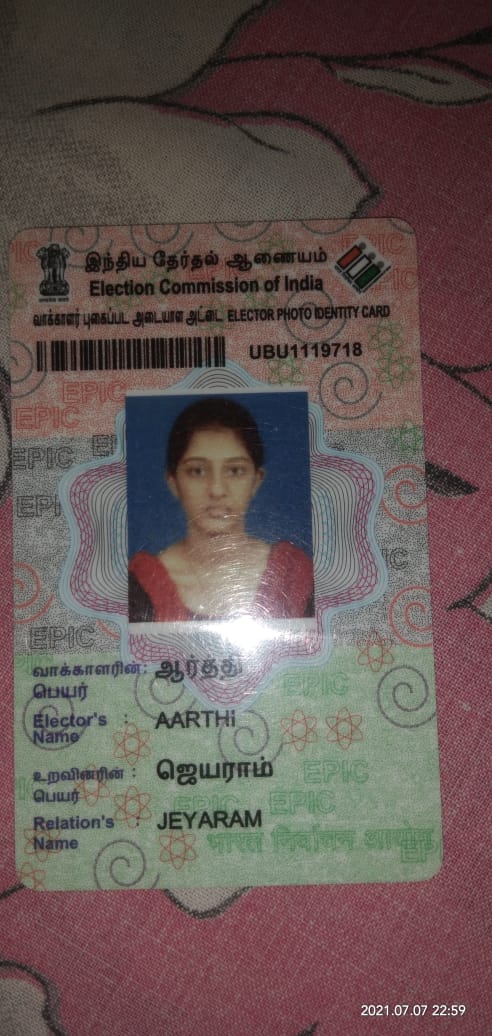 இந்திய தேர்தல் ஆணையம்
Election Commission of India
வாக்காளர் புகைப்பட அடையாள அட்டை ELECTOR PHOTO IDENTITY CARD
UBU1119718
EPIC
EPIC
EPIC
EPIC
EPIC
வாக்காளரின் : ஆர்த்தி
பெயர்
EPIC
Elector's : AARTHi
Name
உறவினரின் : ஜெயராம்
பெயர்
EPIC
EPIC EPIC
Relation's : JEYARAM
Name
भारत निर्वाचन आयोग
2021.07.07 22:59